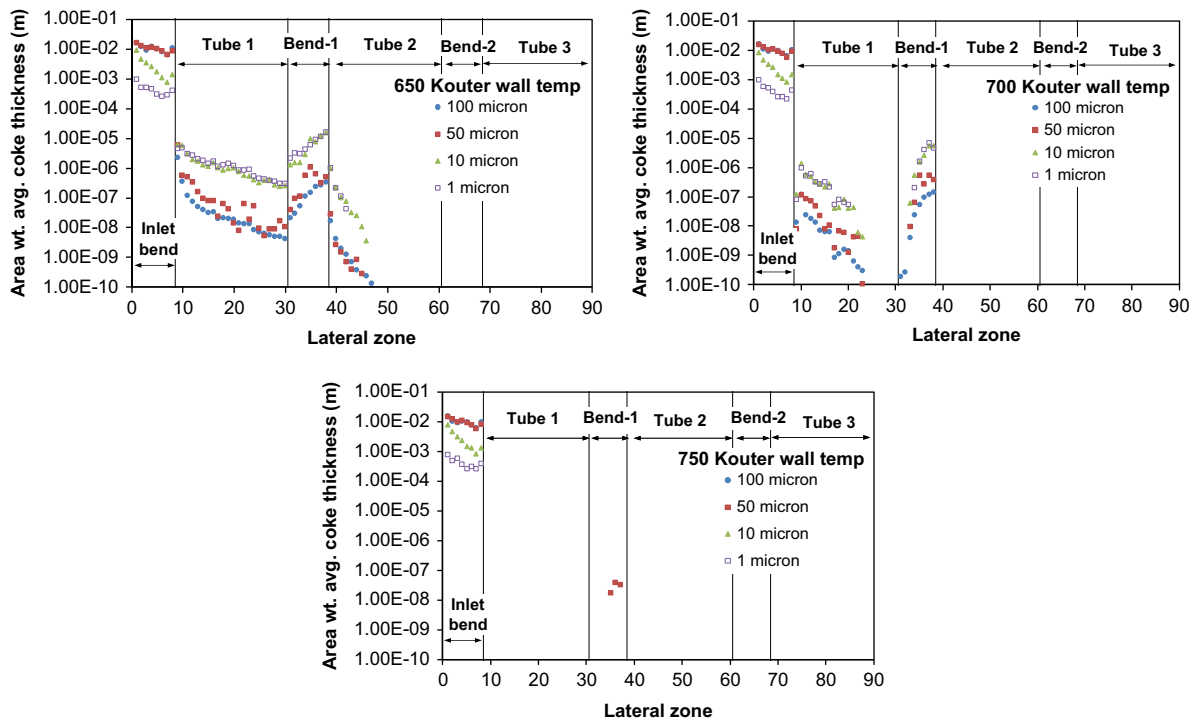 Area wt. avg. coke thickness (m)
1.00E-01
1.00E-02
1.00E-03
1.00E-04
1.00E-05
1.00E-06
1.00E-07
1.00E-08
1.00E-09
1.00E-10
Tube 1
Bend-1
Tube 2
Bend-2
Tube 3
650 Kouter wall temp
100 micron
50 micron
10 micron
1 micron
Inlet
bend
0 10 20 30 40 50 60 70 80 90
Lateral zone
Area wt. avg. coke thickness (m)
1.00E-01
1.00E-02
1.00E-03
1.00E-04
1.00E-05
1.00E-06
1.00E-07
1.00E-08
1.00E-09
1.00E-10
Tube 1
Bend-1
Tube 2
Bend-2
Tube 3
700 Kouter wall temp
100 micron
50 micron
10 micron
1 micron
Inlet
bend
0 10 20 30 40 50 60 70 80 90
Lateral zone
Area wt. avg. coke thickness (m)
1.00E-01
1.00E-02
1.00E-03
1.00E-04
1.00E-05
1.00E-06
1.00E-07
1.00E-08
1.00E-09
1.00E-10
Tube 1
Bend-1
Tube 2
Bend-2
Tube 3
750 Kouter wall temp
100 micron
50 micron
10 micron
1 micron
Inlet
bend
0 10 20 30 40 50 60 70 80 90
Lateral zone